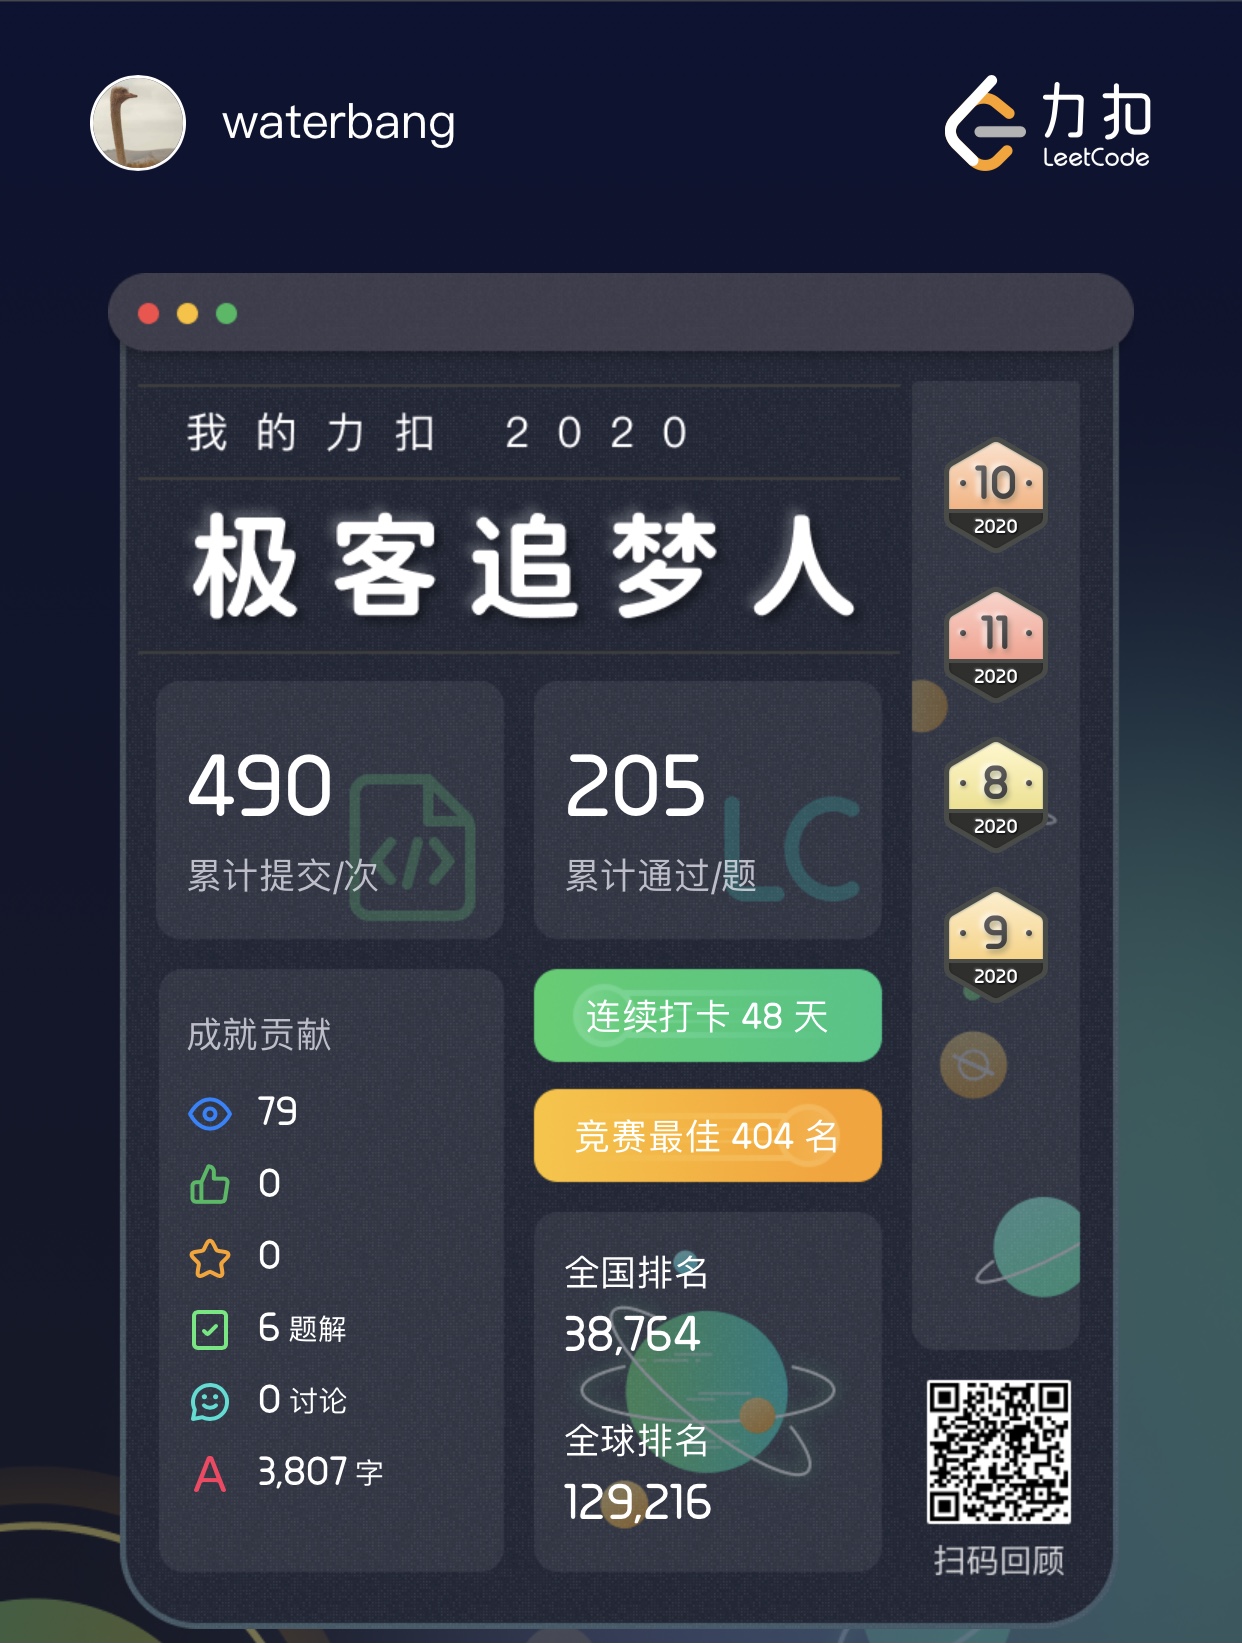 waterbang
力扣
LeetCode
我的力扣 2020
极客追梦人
490
累计提交/次
205
累计通过/题
成就贡献
79
0
0
6 题解
0 讨论
A 3,807 字
连续打卡 48 天
竞赛最佳 404 名
全国排名
38,764
全球排名
129,216
10
2020
11
2020
8
2020
9
2020
扫码回顾